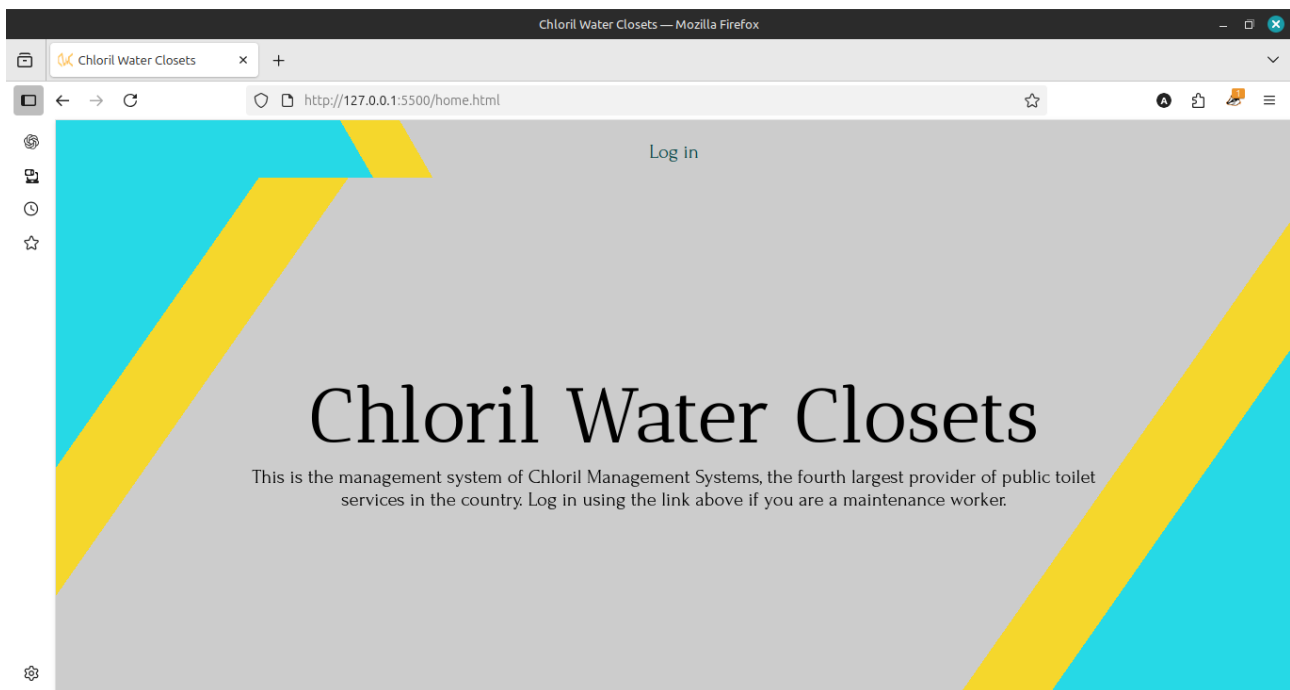 Chloril Water Closets — Mozilla Firefox
Chloril Water Closets
http://127.0.0.1:5500/home.html
A
1
Log in
Chloril Water Closets
This is the management system of Chloril Management Systems, the fourth largest provider of public toilet
services in the country. Log in using the link above if you are a maintenance worker.